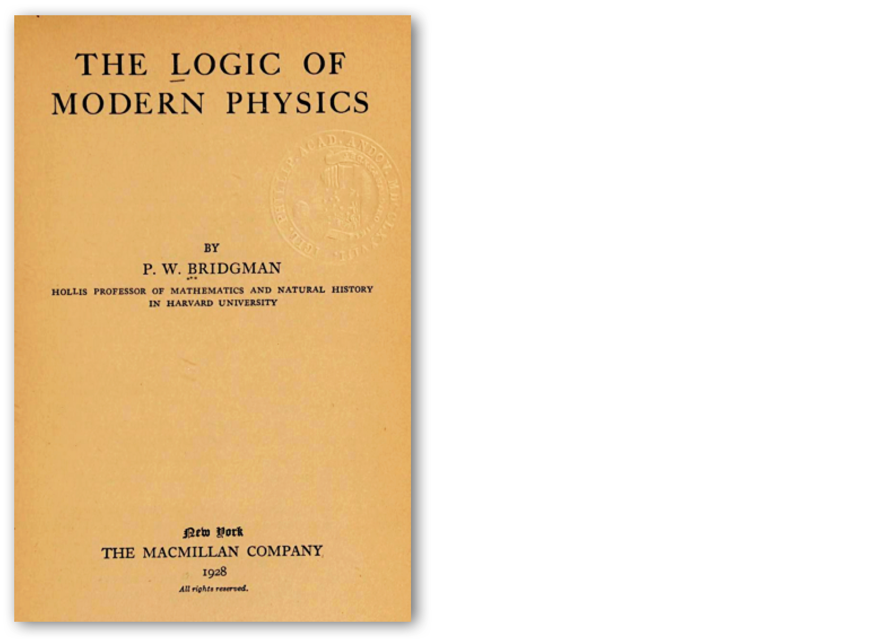 THE LOGIC OF
MODERN PHYSICS
BY
P. W. BRIDGMAN
HOLLIS PROFESSOR OF MATHEMATICS AND NATURAL HISTORY
IN HARVARD UNIVERSITY
New York
THE MACMILLAN COMPANY
1928
All rights reserved.